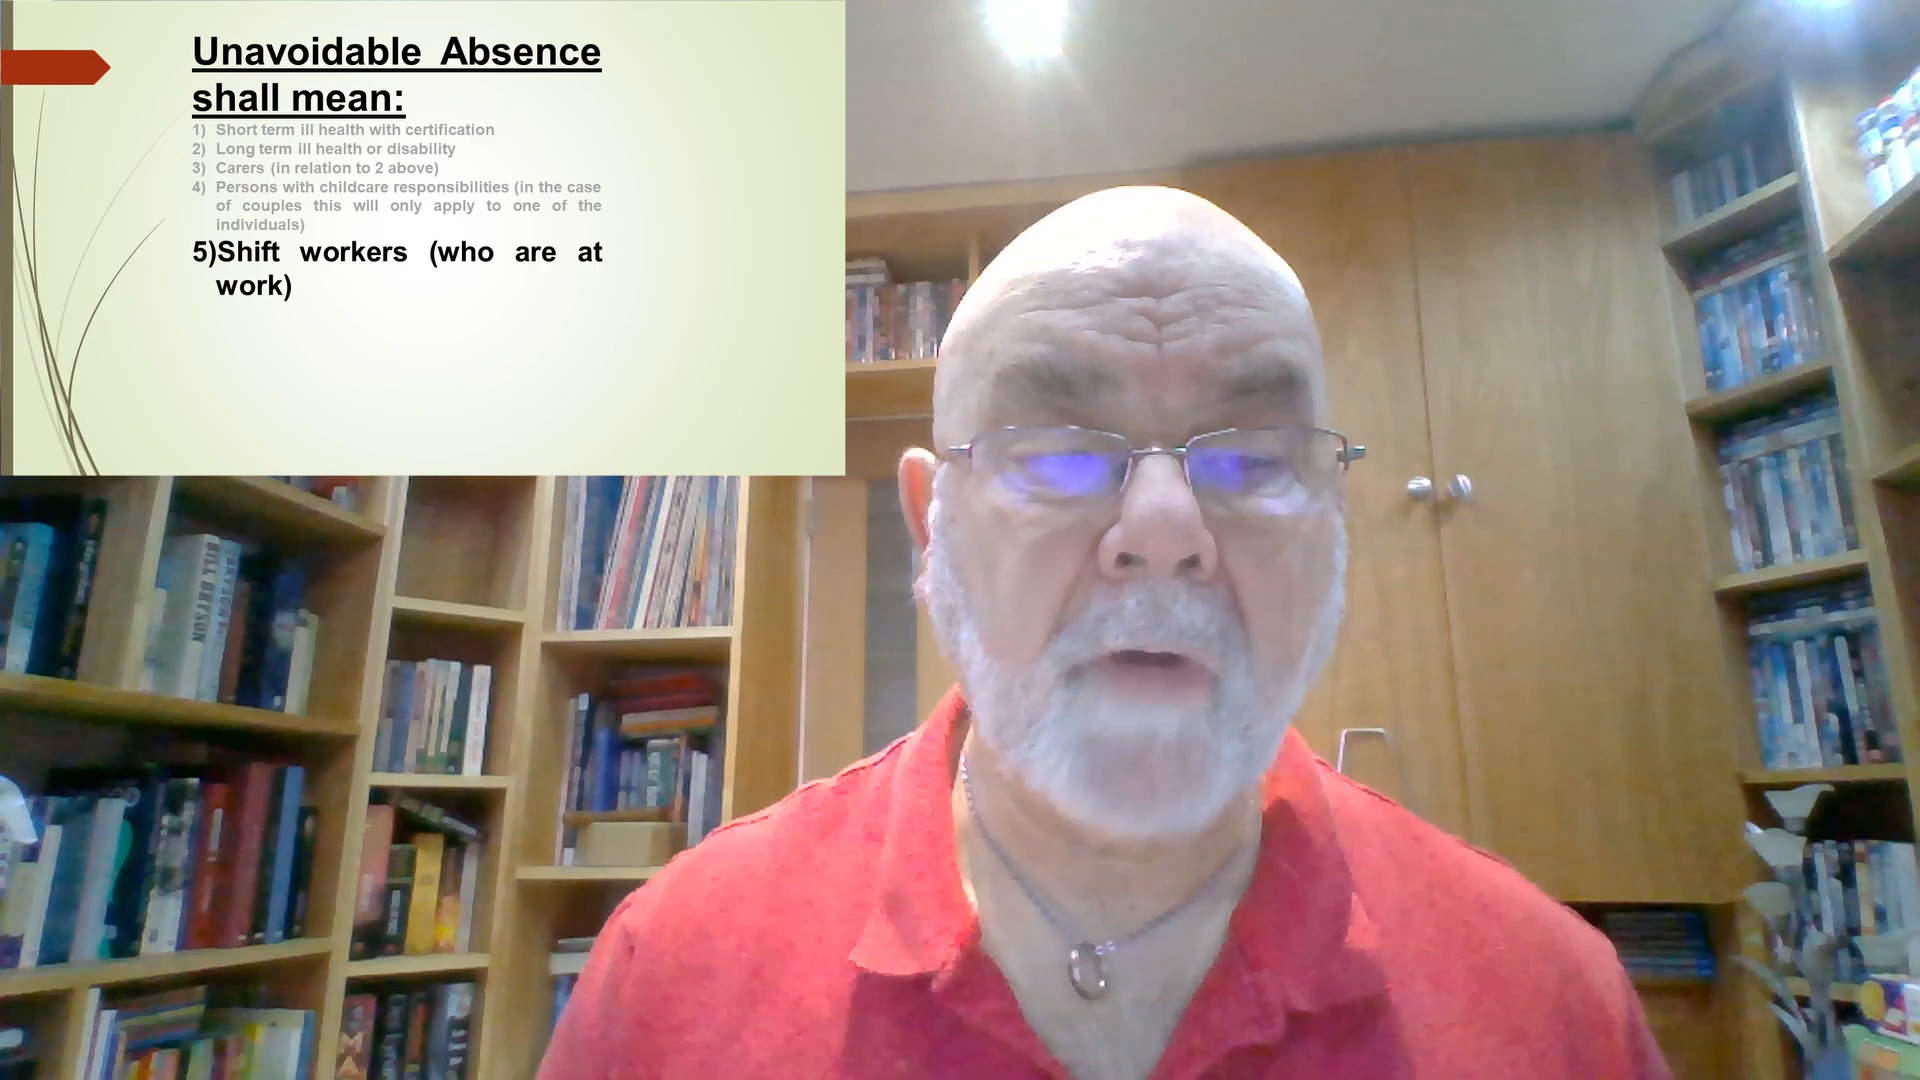 Unavoidable Absence
shall mean:
1) Short term ill health with certification
2) Long term ill health or disability
3) Carers (in relation to 2 above)
4) Persons with childcare responsibilities (in the case
of couples this will only apply to one of the
individuals)
5)Shift workers (who are at
work)
BILL BRYSON